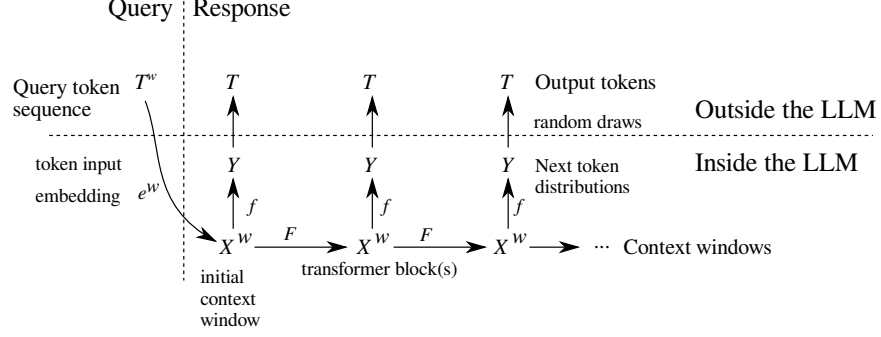 Query Response
Query token T^w T T T Output tokens
sequence
random draws
Outside the LLM
Inside the LLM
token input Y Y Y Next token
embedding e^w distributions
f f f
X^w F X^w F X^w ... Context windows
initial
context
window
transformer block(s)